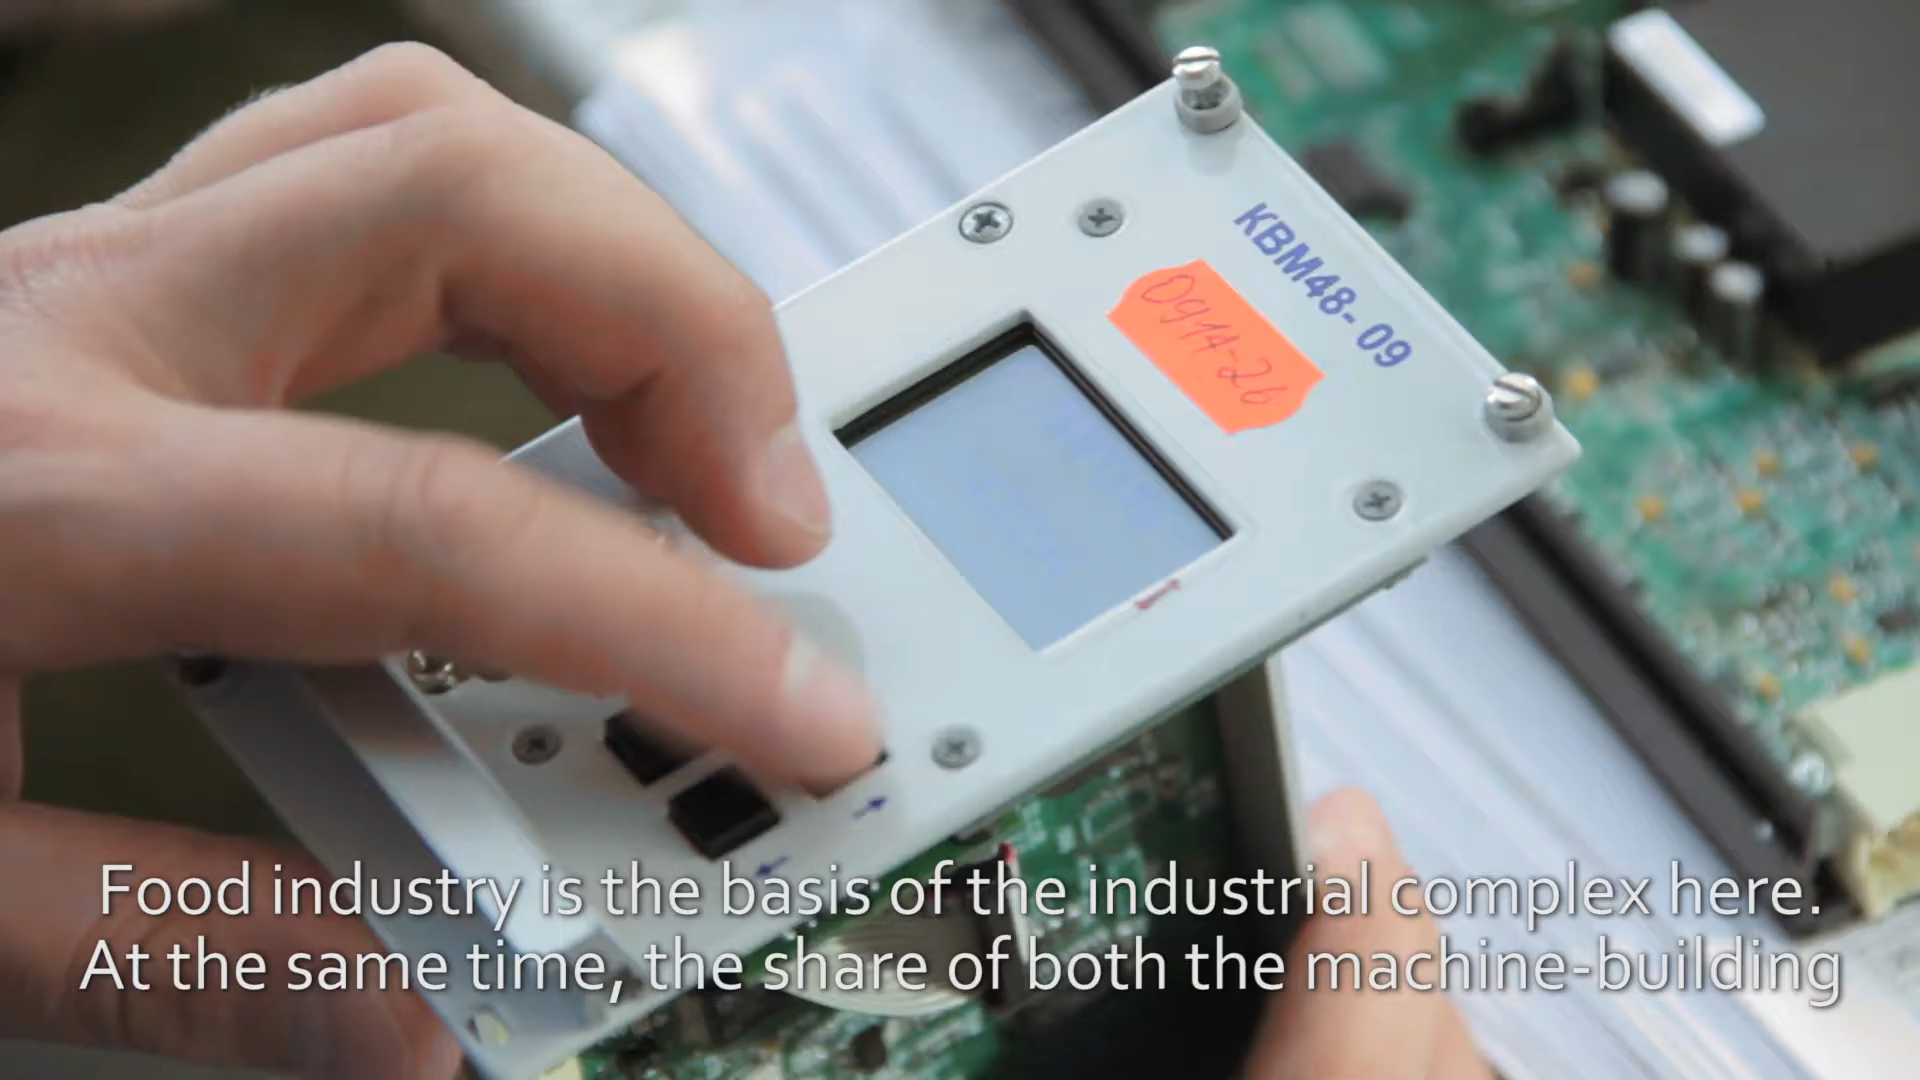 KBM48-09
0914-26
→
←
Food industry is the basis of the industrial complex here.
At the same time, the share of both the machine-building